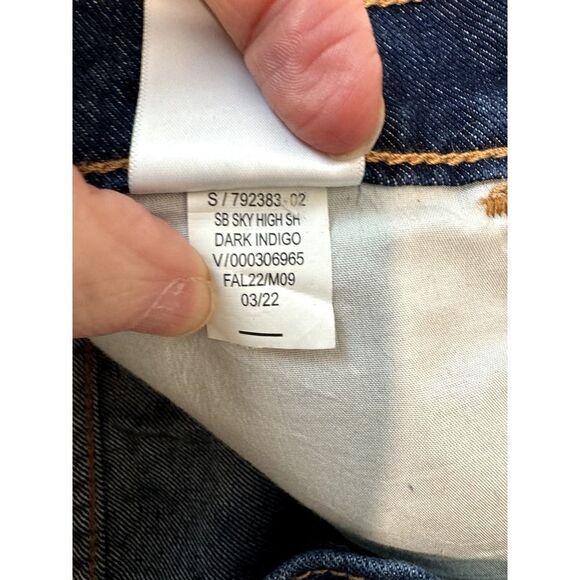 S / 792383-02
SB SKY HIGH SH
DARK INDIGO
V/000306965
FAL22/M09
03/22